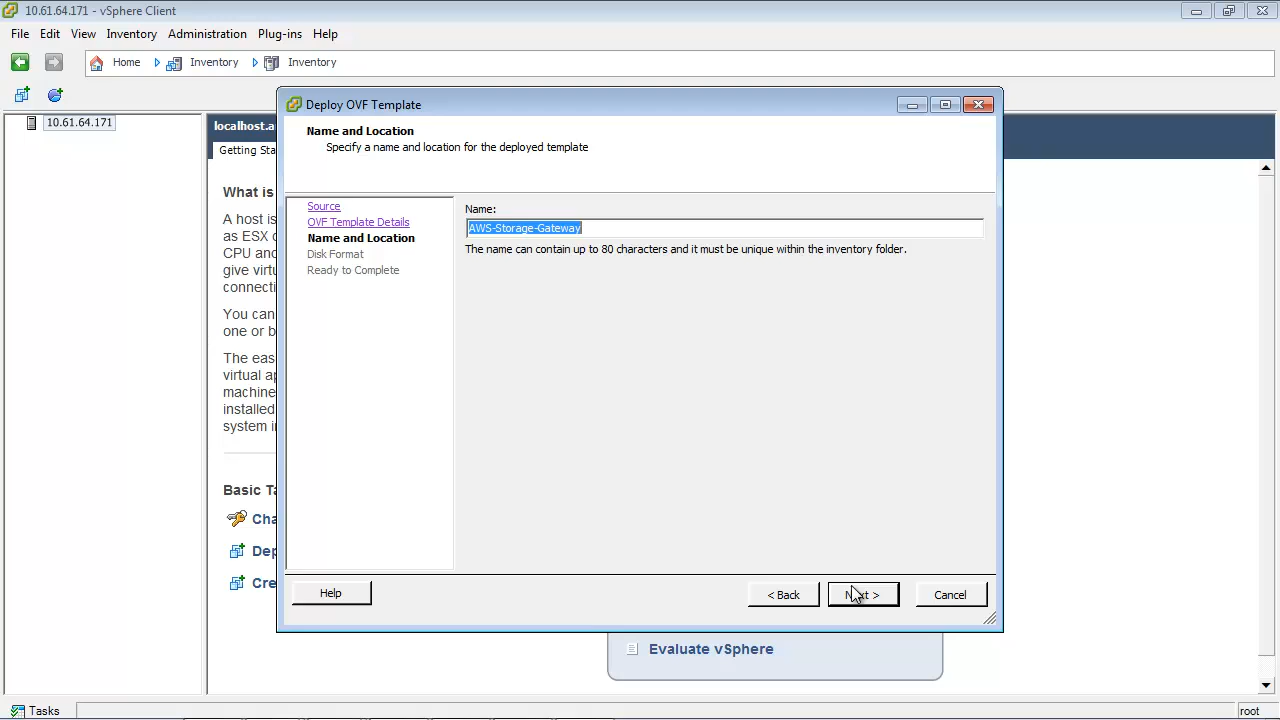 10.61.64.171 - vSphere Client
File Edit View Inventory Administration Plug-ins Help
Home Inventory Inventory
10.61.64.171
localhost.a
Getting Sta
What is
A host is
as ESX
CPU and
give virtu
connecti
You can
one or b
The eas
virtual ap
machine
installed
system i
Basic Ta
Cha
Dep
Cre
Deploy OVF Template
Name and Location
Specify a name and location for the deployed template
Source
OVF Template Details
Name and Location
Disk Format
Ready to Complete
Name:
AWS-Storage-Gateway
The name can contain up to 80 characters and it must be unique within the inventory folder.
Help
< Back Next > Cancel
Evaluate vSphere
Tasks
root